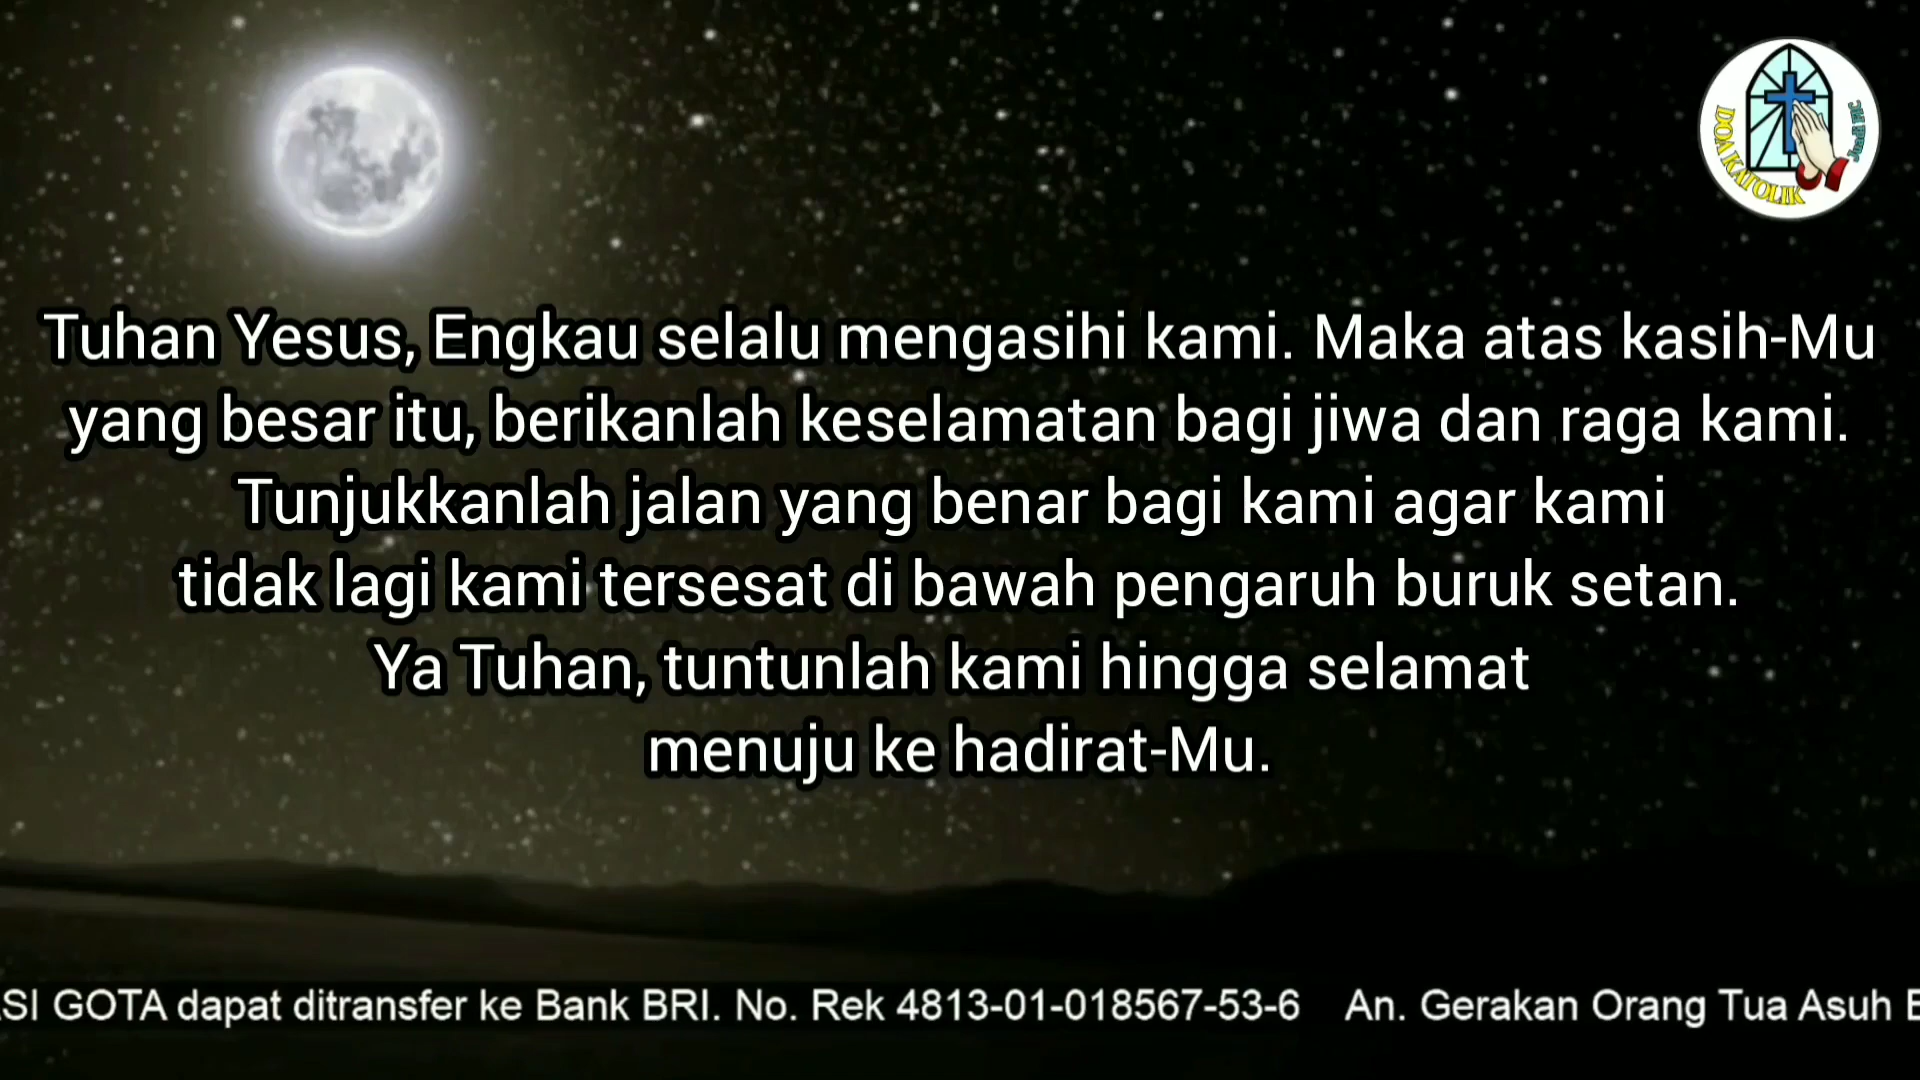 DOA KATOLIK
Tuhan Yesus, Engkau selalu mengasihi kami. Maka atas kasih-Mu
yang besar itu, berikanlah keselamatan bagi jiwa dan raga kami.
Tunjukkanlah jalan yang benar bagi kami agar kami
tidak lagi kami tersesat di bawah pengaruh buruk setan.
Ya Tuhan, tuntunlah kami hingga selamat
menuju ke hadirat-Mu.
SI GOTA dapat ditransfer ke Bank BRI. No. Rek 4813-01-018567-53-6 An. Gerakan Orang Tua Asuh